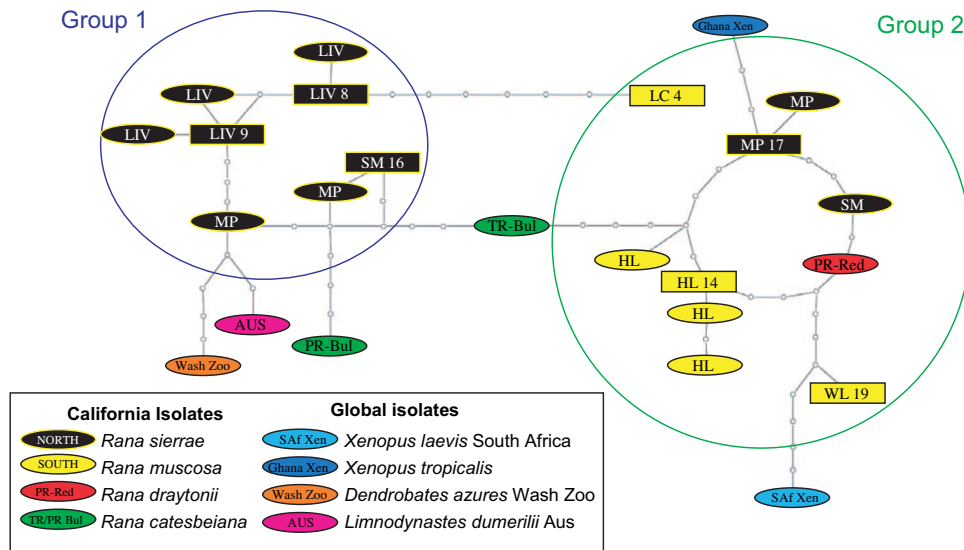 Group 1
Group 2
Ghana Xen
LIV
LIV
LIV 8
LC 4
MP
LIV
LIV 9
MP 17
SM 16
MP
SM
MP
TR-Bul
HL
PR-Red
HL 14
HL
AUS
PR-Bul
Wash Zoo
HL
WL 19
SAf Xen
California Isolates
Global isolates
NORTH Rana sierrae
SAf Xen Xenopus laevis South Africa
SOUTH Rana muscosa
Ghana Xen Xenopus tropicalis
PR-Red Rana draytonii
Wash Zoo Dendrobates azures Wash Zoo
TR/PR Bul Rana catesbeiana
AUS Limnodynastes dumerilii Aus